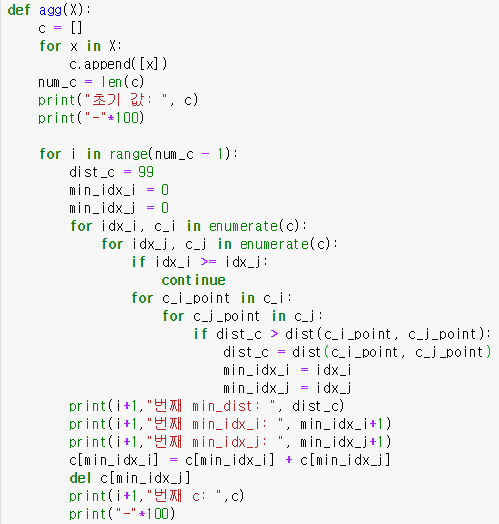 def agg(X):
    c = []
    for x in X:
        c.append([x])
    num_c = len(c)
    print("초기 값: ", c)
    print("-"*100)

    for i in range(num_c - 1):
        dist_c = 99
        min_idx_i = 0
        min_idx_j = 0
        for idx_i, c_i in enumerate(c):
            for idx_j, c_j in enumerate(c):
                if idx_i >= idx_j:
                    continue
                for c_i_point in c_i:
                    for c_j_point in c_j:
                        if dist_c > dist(c_i_point, c_j_point):
                            dist_c = dist(c_i_point, c_j_point)
                            min_idx_i = idx_i
                            min_idx_j = idx_j
        print(i+1,"번째 min_dist: ", dist_c)
        print(i+1,"번째 min_idx_i: ", min_idx_i+1)
        print(i+1,"번째 min_idx_j: ", min_idx_j+1)
        c[min_idx_i] = c[min_idx_i] + c[min_idx_j]
        del c[min_idx_j]
        print(i+1,"번째 c: ",c)
        print("-"*100)